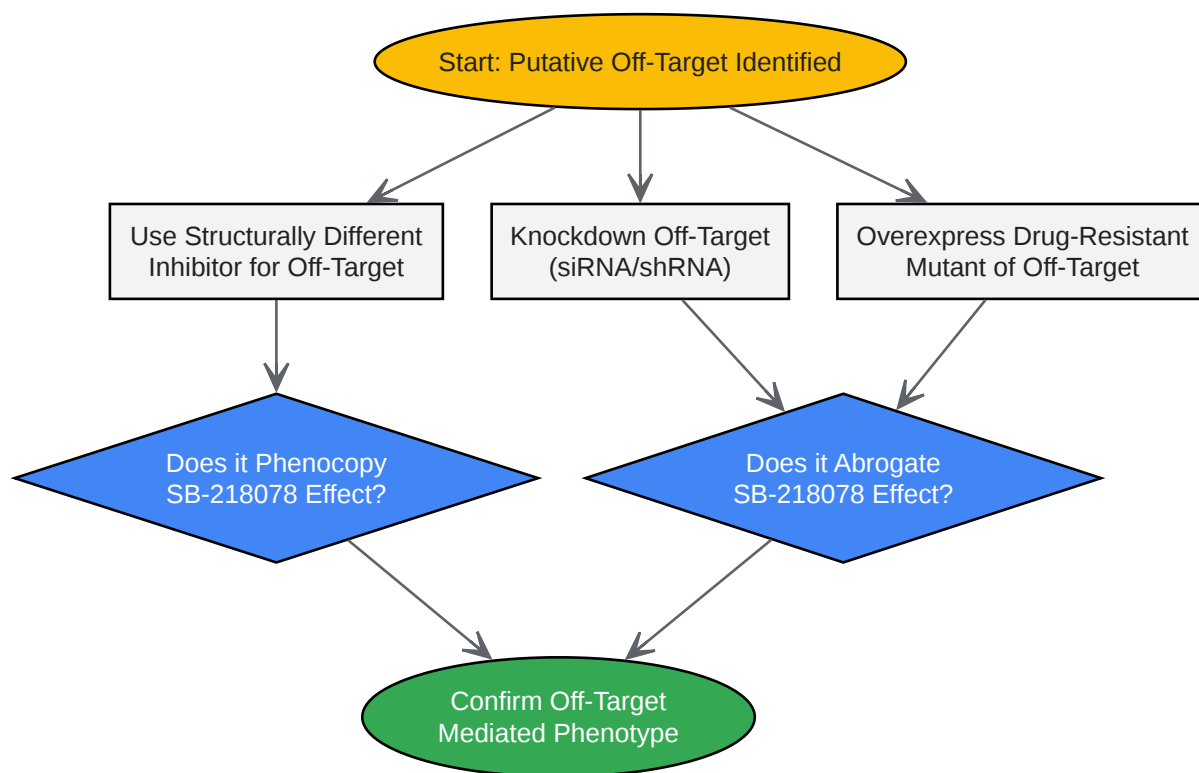 Start: Putative Off-Target Identified
Use Structurally Different
Inhibitor for Off-Target
Knockdown Off-Target
(siRNA/shRNA)
Overexpress Drug-Resistant
Mutant of Off-Target
Does it Phenocopy
SB-218078 Effect?
Does it Abrogate
SB-218078 Effect?
Confirm Off-Target
Mediated Phenotype